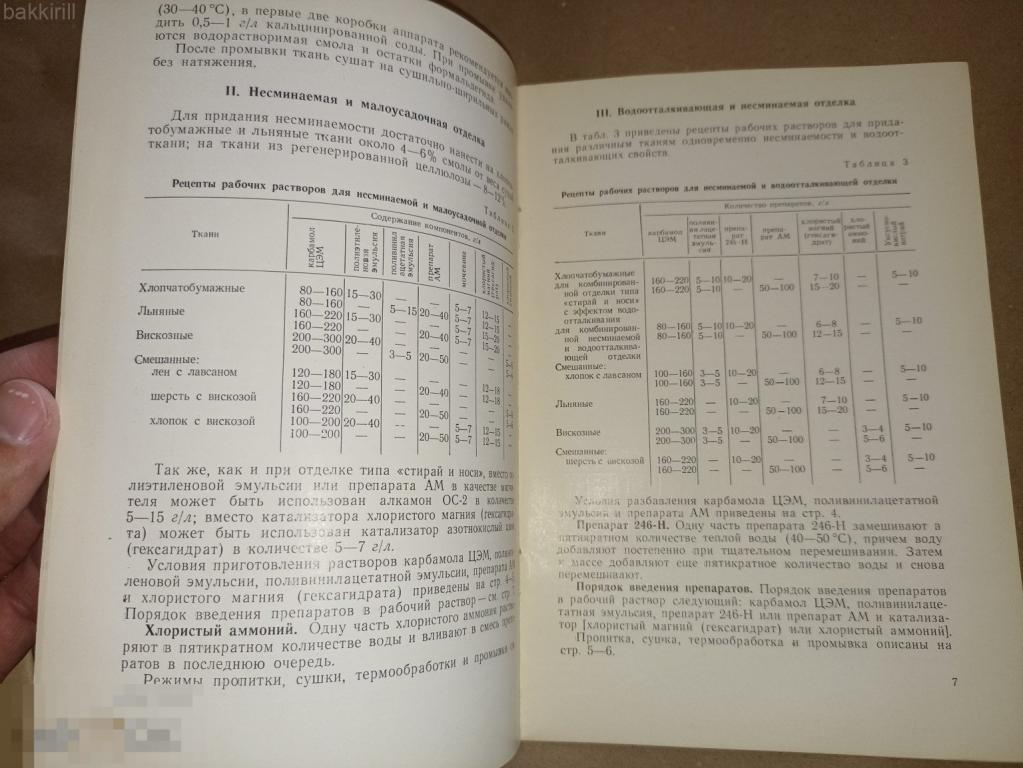 bakkirill
(30—40 °C), в первые две коробки аппарата рекомендуется
дить 0,5—1 г/л кальцинированной соды. При промывке
ются водорастворимая смола и остатки формальдегида.
После промывки ткань сушат на сушильно-ширильных
без натяжения.
II. Несминаемая и малоусадочная отделка
Для придания несминаемости достаточно нанести на
тобумажные и льняные ткани около 4—6% смолы от веса
ткани; на ткани из регенерированной целлюлозы — 8—12%.
Рецепты рабочих растворов для несминаемой и малоусадочной отделки
Ткани
Содержание компонентов, г/л
карбамол ЦЭМ
полиэтиленовая эмульсия
поливинилацетатная эмульсия
препарат АМ
мочевина
Хлопчатобумажные 80—160 15—30 — —
80—160 — 5—15 20—40 5—7 12—15
Льняные 160—220 15—30
160—220 —
Вискозные 200—300 20—40
200—300 — 3—5 20—50
Смешанные:
лен с лавсаном 120—180 15—30
120—180 — — 20—40
шерсть с вискозой 160—220 20—40
160—220 — — 20—50
хлопок с вискозой 100—200 20—40 — — 5—7 12—15
100—200 — — 20—50 5—7 12—15
Так же, как и при отделке типа «стирай и носи», вместо
лиэтиленовой эмульсии или препарата АМ в качестве
теля может быть использован алкамон ОС-2 в количестве
5—15 г/л; вместо катализатора хлористого магния (гексагидра-
та) может быть использован катализатор азотнокислый
(гексагидрат) в количестве 5—7 г/л.
Условия приготовления растворов карбамола ЦЭМ,
леновой эмульсии, поливинилацетатной эмульсии, препарата АМ
и хлористого магния (гексагидрата) приведены на стр.
Порядок введения препаратов в рабочий раствор — см. стр.
Хлористый аммоний. Одну часть хлористого аммония
ряют в пятикратном количестве воды и вливают в смесь
ратов в последнюю очередь.
Режимы пропитки, сушки, термообработки и промывки
III. Водоотталкивающая и несминаемая отделка
В табл. 3 приведены рецепты рабочих растворов для прида-
ния различным тканям одновременно несминаемости и водоот-
талкивающих свойств.
Таблица 3
Рецепты рабочих растворов для несминаемой и водоотталкивающей отделки
Ткани
Количество препаратов, г/л
карбамол ЦЭМ
поливинилацетатная эмульсия
препарат 246-Н
препарат АМ
хлористый магний (гексагидрат)
хлористый аммоний
Хлопчатобумажные
для комбинирован- 160—220 5—10 10—20 — 7—10 — 5—10
ной отделки типа 160—220 5—10 — 50—100 15—20 — —
«стирай и носи»
с эффектом водо-
отталкивания
для комбинирован- 80—160 5—10 10—20 — 6—8 — 5—10
ной несминаемой 80—160 5—10 — 50—100 12—15 — —
и водоотталкива-
ющей отделки
Смешанные:
хлопок с лавсаном 100—160 3—5 10—20 — 6—8 — 5—10
100—160 3—5 — 50—100 12—15 — —
Льняные 160—220 — 10—20 — 7—10 — 5—10
160—220 — — 50—100 15—20 — —
Вискозные 200—300 3—5 10—20 — — 3—4 5—10
200—300 3—5 — 50—100 — 5—6 —
Смешанные:
шерсть с вискозой 160—220 — 10—20 — — 3—4 5—10
160—220 — — 50—100 — 5—6 —
Условия разбавления карбамола ЦЭМ, поливинилацетатной
эмульсии и препарата АМ приведены на стр. 4.
Препарат 246-Н. Одну часть препарата 246-Н замешивают в
пятикратном количестве теплой воды (40—50 °C), причем воду
добавляют постепенно при тщательном перемешивании. Затем
к массе добавляют еще пятикратное количество воды и снова
перемешивают.
Порядок введения препаратов. Порядок введения препаратов
в рабочий раствор следующий: карбамол ЦЭМ, поливинилаце-
татная эмульсия, препарат 246-Н или препарат АМ и катализа-
тор [хлористый магний (гексагидрат) или хлористый аммоний].
Пропитка, сушка, термообработка и промывка описаны на
стр. 5—6.
7